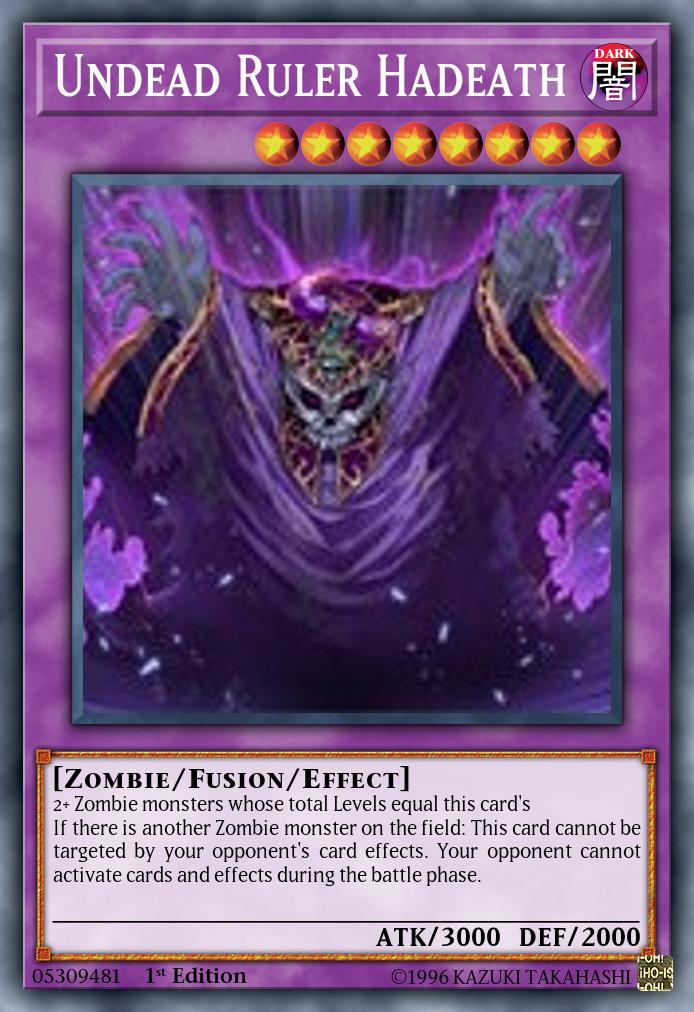 Undead Ruler Hadeath
DARK
闇
[Zombie/Fusion/Effect]
2+ Zombie monsters whose total Levels equal this card's
If there is another Zombie monster on the field: This card cannot be
targeted by your opponent's card effects. Your opponent cannot
activate cards and effects during the battle phase.
ATK/3000 DEF/2000
05309481 1st Edition ©1996 KAZUKI TAKAHASHI